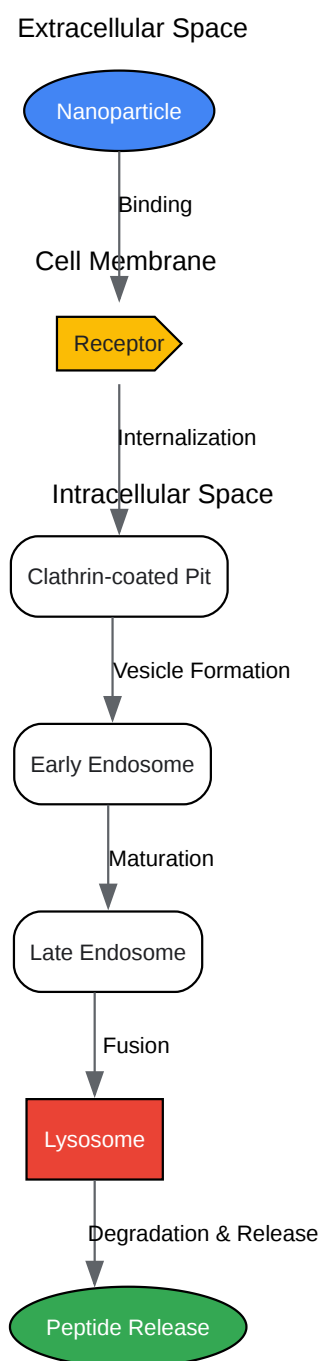 Extracellular Space
Nanoparticle
Binding
Cell Membrane
Receptor
Internalization
Intracellular Space
Clathrin-coated Pit
Vesicle Formation
Early Endosome
Maturation
Late Endosome
Fusion
Lysosome
Degradation & Release
Peptide Release